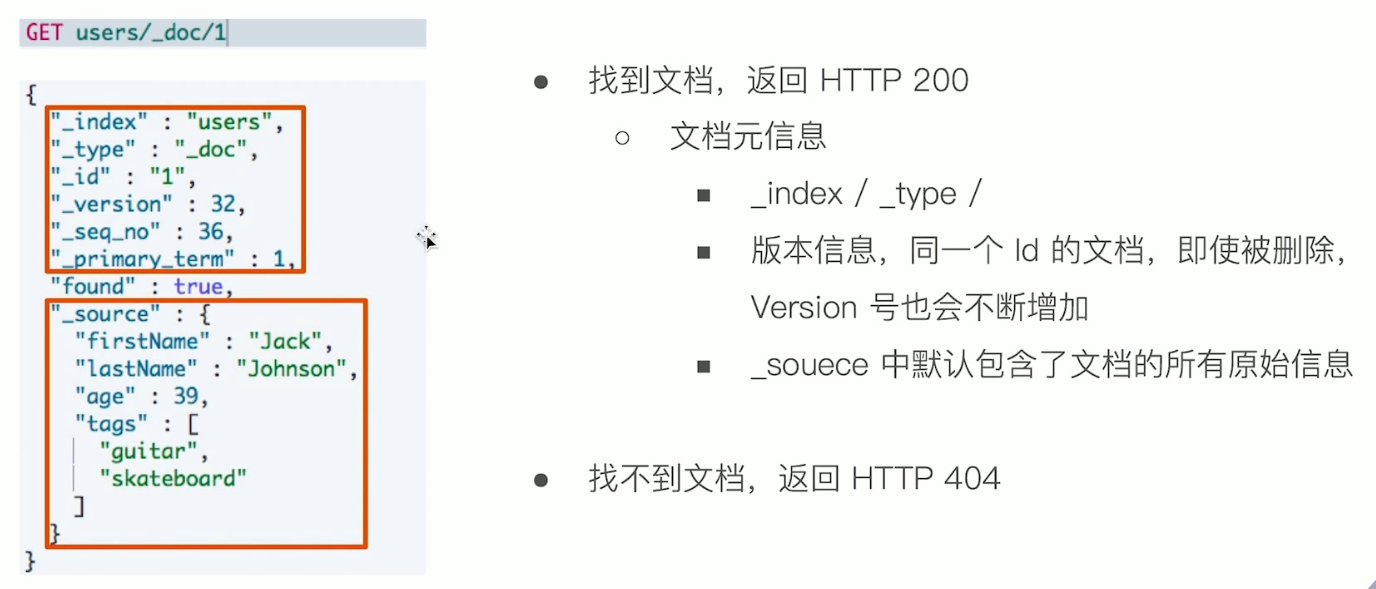 GET users/_doc/1
{
"_index" : "users",
"_type" : "_doc",
"_id" : "1",
"_version" : 32,
"_seq_no" : 36,
"_primary_term" : 1,
"found" : true,
"_source" : {
"firstName" : "Jack",
"lastName" : "Johnson",
"age" : 39,
"tags" : [
"guitar",
"skateboard"
]
}
}
● 找到文档，返回 HTTP 200
○ 文档元信息
■ _index / _type /
■ 版本信息，同一个 Id 的文档，即使被删除，
Version 号也会不断增加
■ _souece 中默认包含了文档的所有原始信息
● 找不到文档，返回 HTTP 404